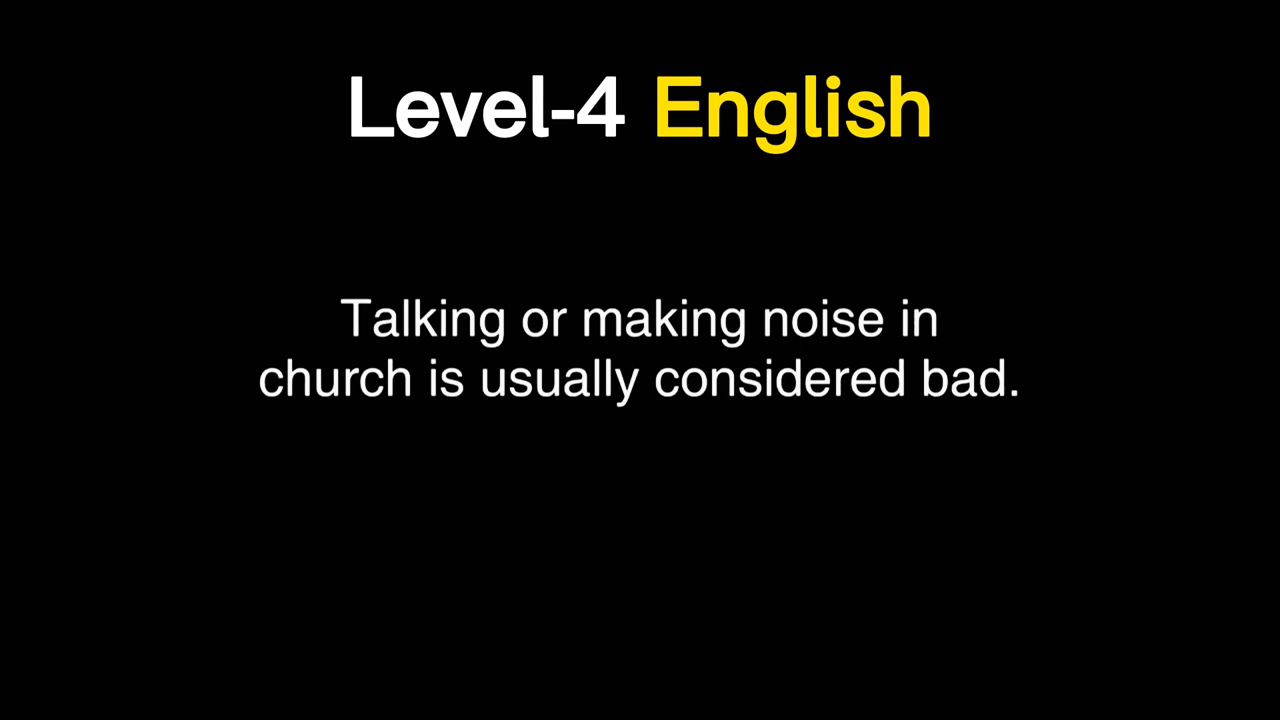 Level-4 English
Talking or making noise in
church is usually considered bad.